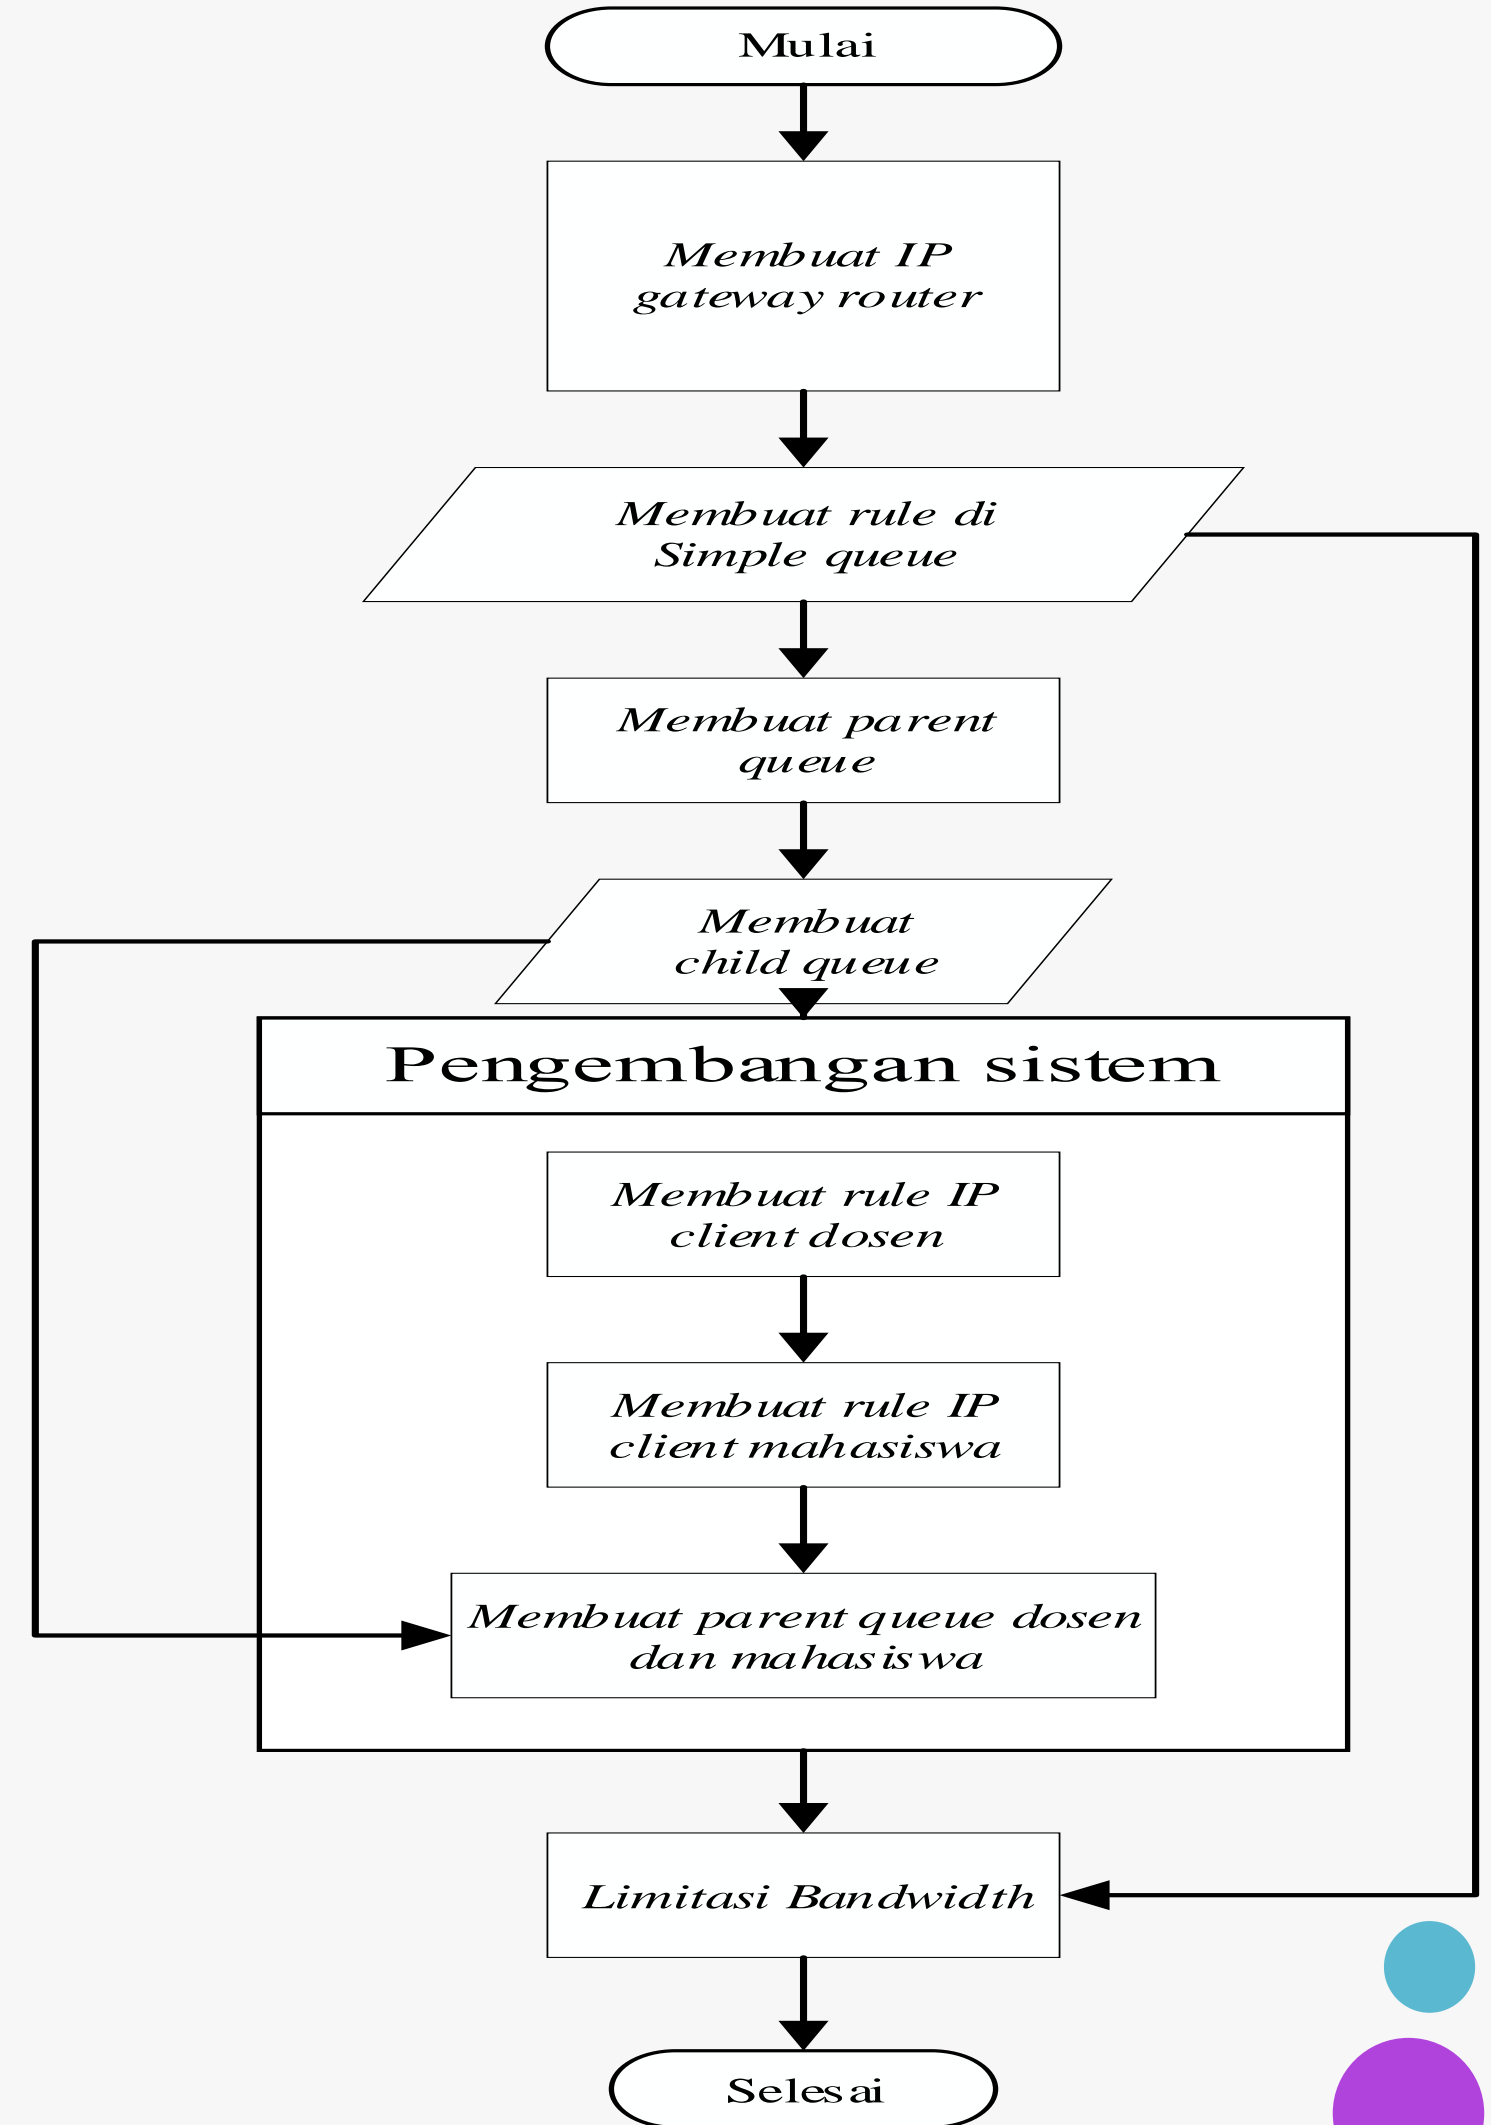 Mulai
Membuat IP
gateway router
Membuat rule di
Simple queue
Membuat parent
queue
Membuat
child queue
Pengembangan sistem
Membuat rule IP
client dosen
Membuat rule IP
client mahasiswa
Membuat parent queue dosen
dan mahasiswa
Limitasi Bandwidth
Selesai